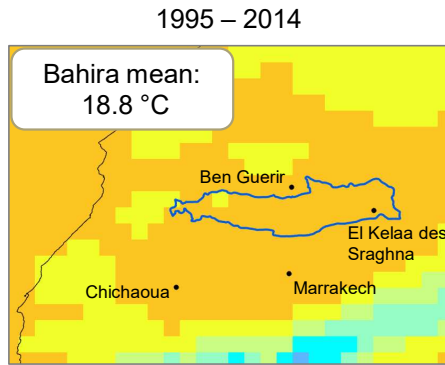 1995 – 2014
Bahira mean:
18.8 °C
Ben Guerir
El Kelaa des
Sraghna
Chichaoua
Marrakech